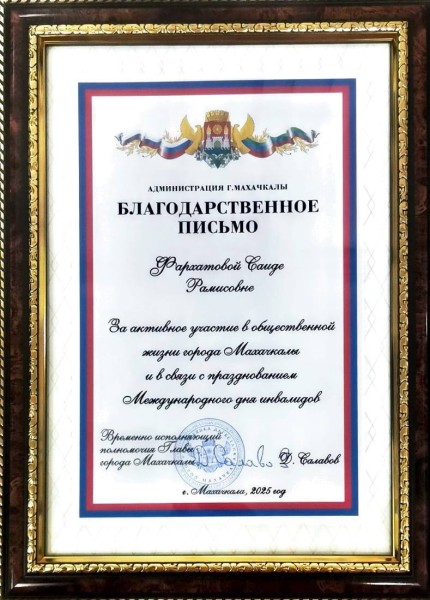 АДМИНИСТРАЦИЯ Г.МАХАЧКАЛЫ
БЛАГОДАРСТВЕННОЕ
ПИСЬМО
Фархатовой Саиде
Рамисовне
За активное участие в общественной
жизни города Махачкалы
и в связи с празднованием
Международного дня инвалидов
Временно исполняющий
полномочия Главы
города Махачкалы Д. Салавов
г. Махачкала, 2025 год